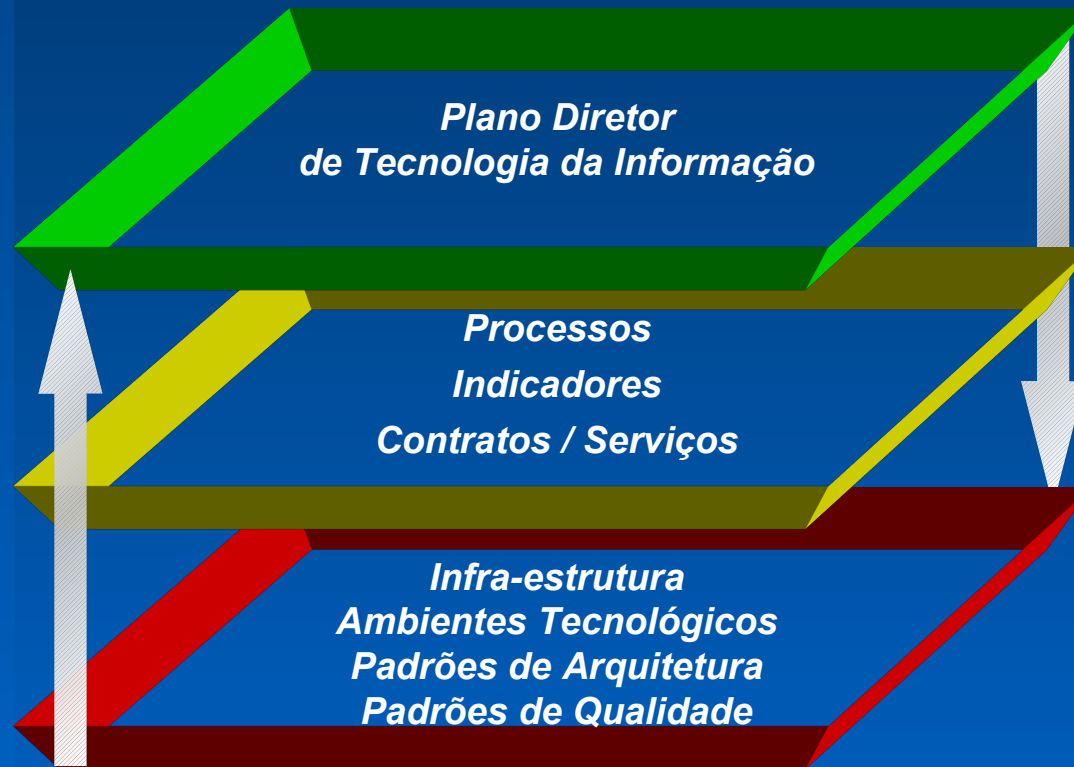 Plano Diretor
de Tecnologia da Informação
Processos
Indicadores
Contratos / Serviços
Infra-estrutura
Ambientes Tecnológicos
Padrões de Arquitetura
Padrões de Qualidade